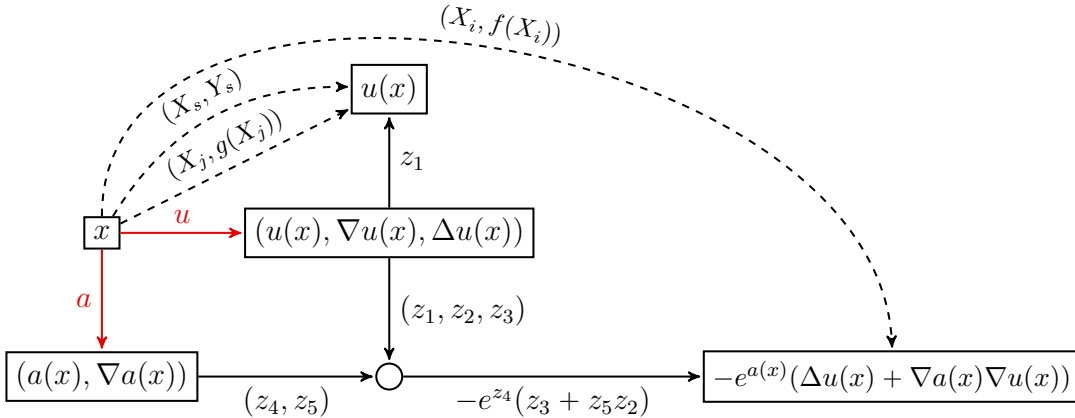 (X_i, f(X_i))
(X_s, Y_s)
u(x)
(X_j, g(X_j))
z_1
x
u
(u(x), ∇u(x), Δu(x))
a
(z_1, z_2, z_3)
(a(x), ∇a(x))
(z_4, z_5)
−e^{z_4}(z_3 + z_5z_2)
−e^{a(x)}(Δu(x) + ∇a(x)∇u(x))